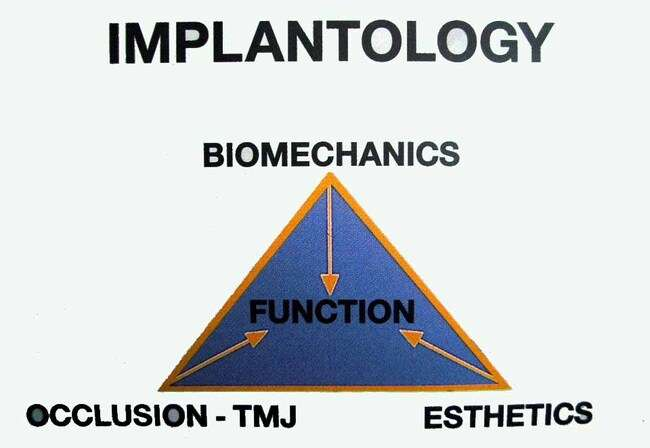 IMPLANTOLOGY
BIOMECHANICS
FUNCTION
OCCLUSION - TMJ
ESTHETICS